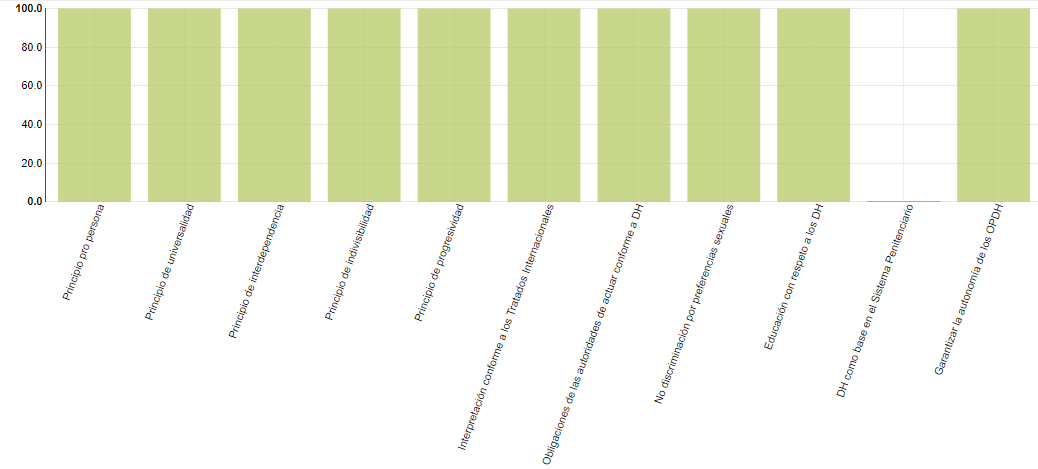 100.0
80.0
60.0
40.0
20.0
0.0
Principio pro persona
Principio de universalidad
Principio de interdependencia
Principio de indivisibilidad
Principio de progresividad
Interpretación conforme a los Tratados Internacionales
Obligaciones de las autoridades de actuar conforme a DH
No discriminación por preferencias sexuales
Educación con respeto a los DH
DH como base en el Sistema Penitenciario
Garantizar la autonomía de los OPDH